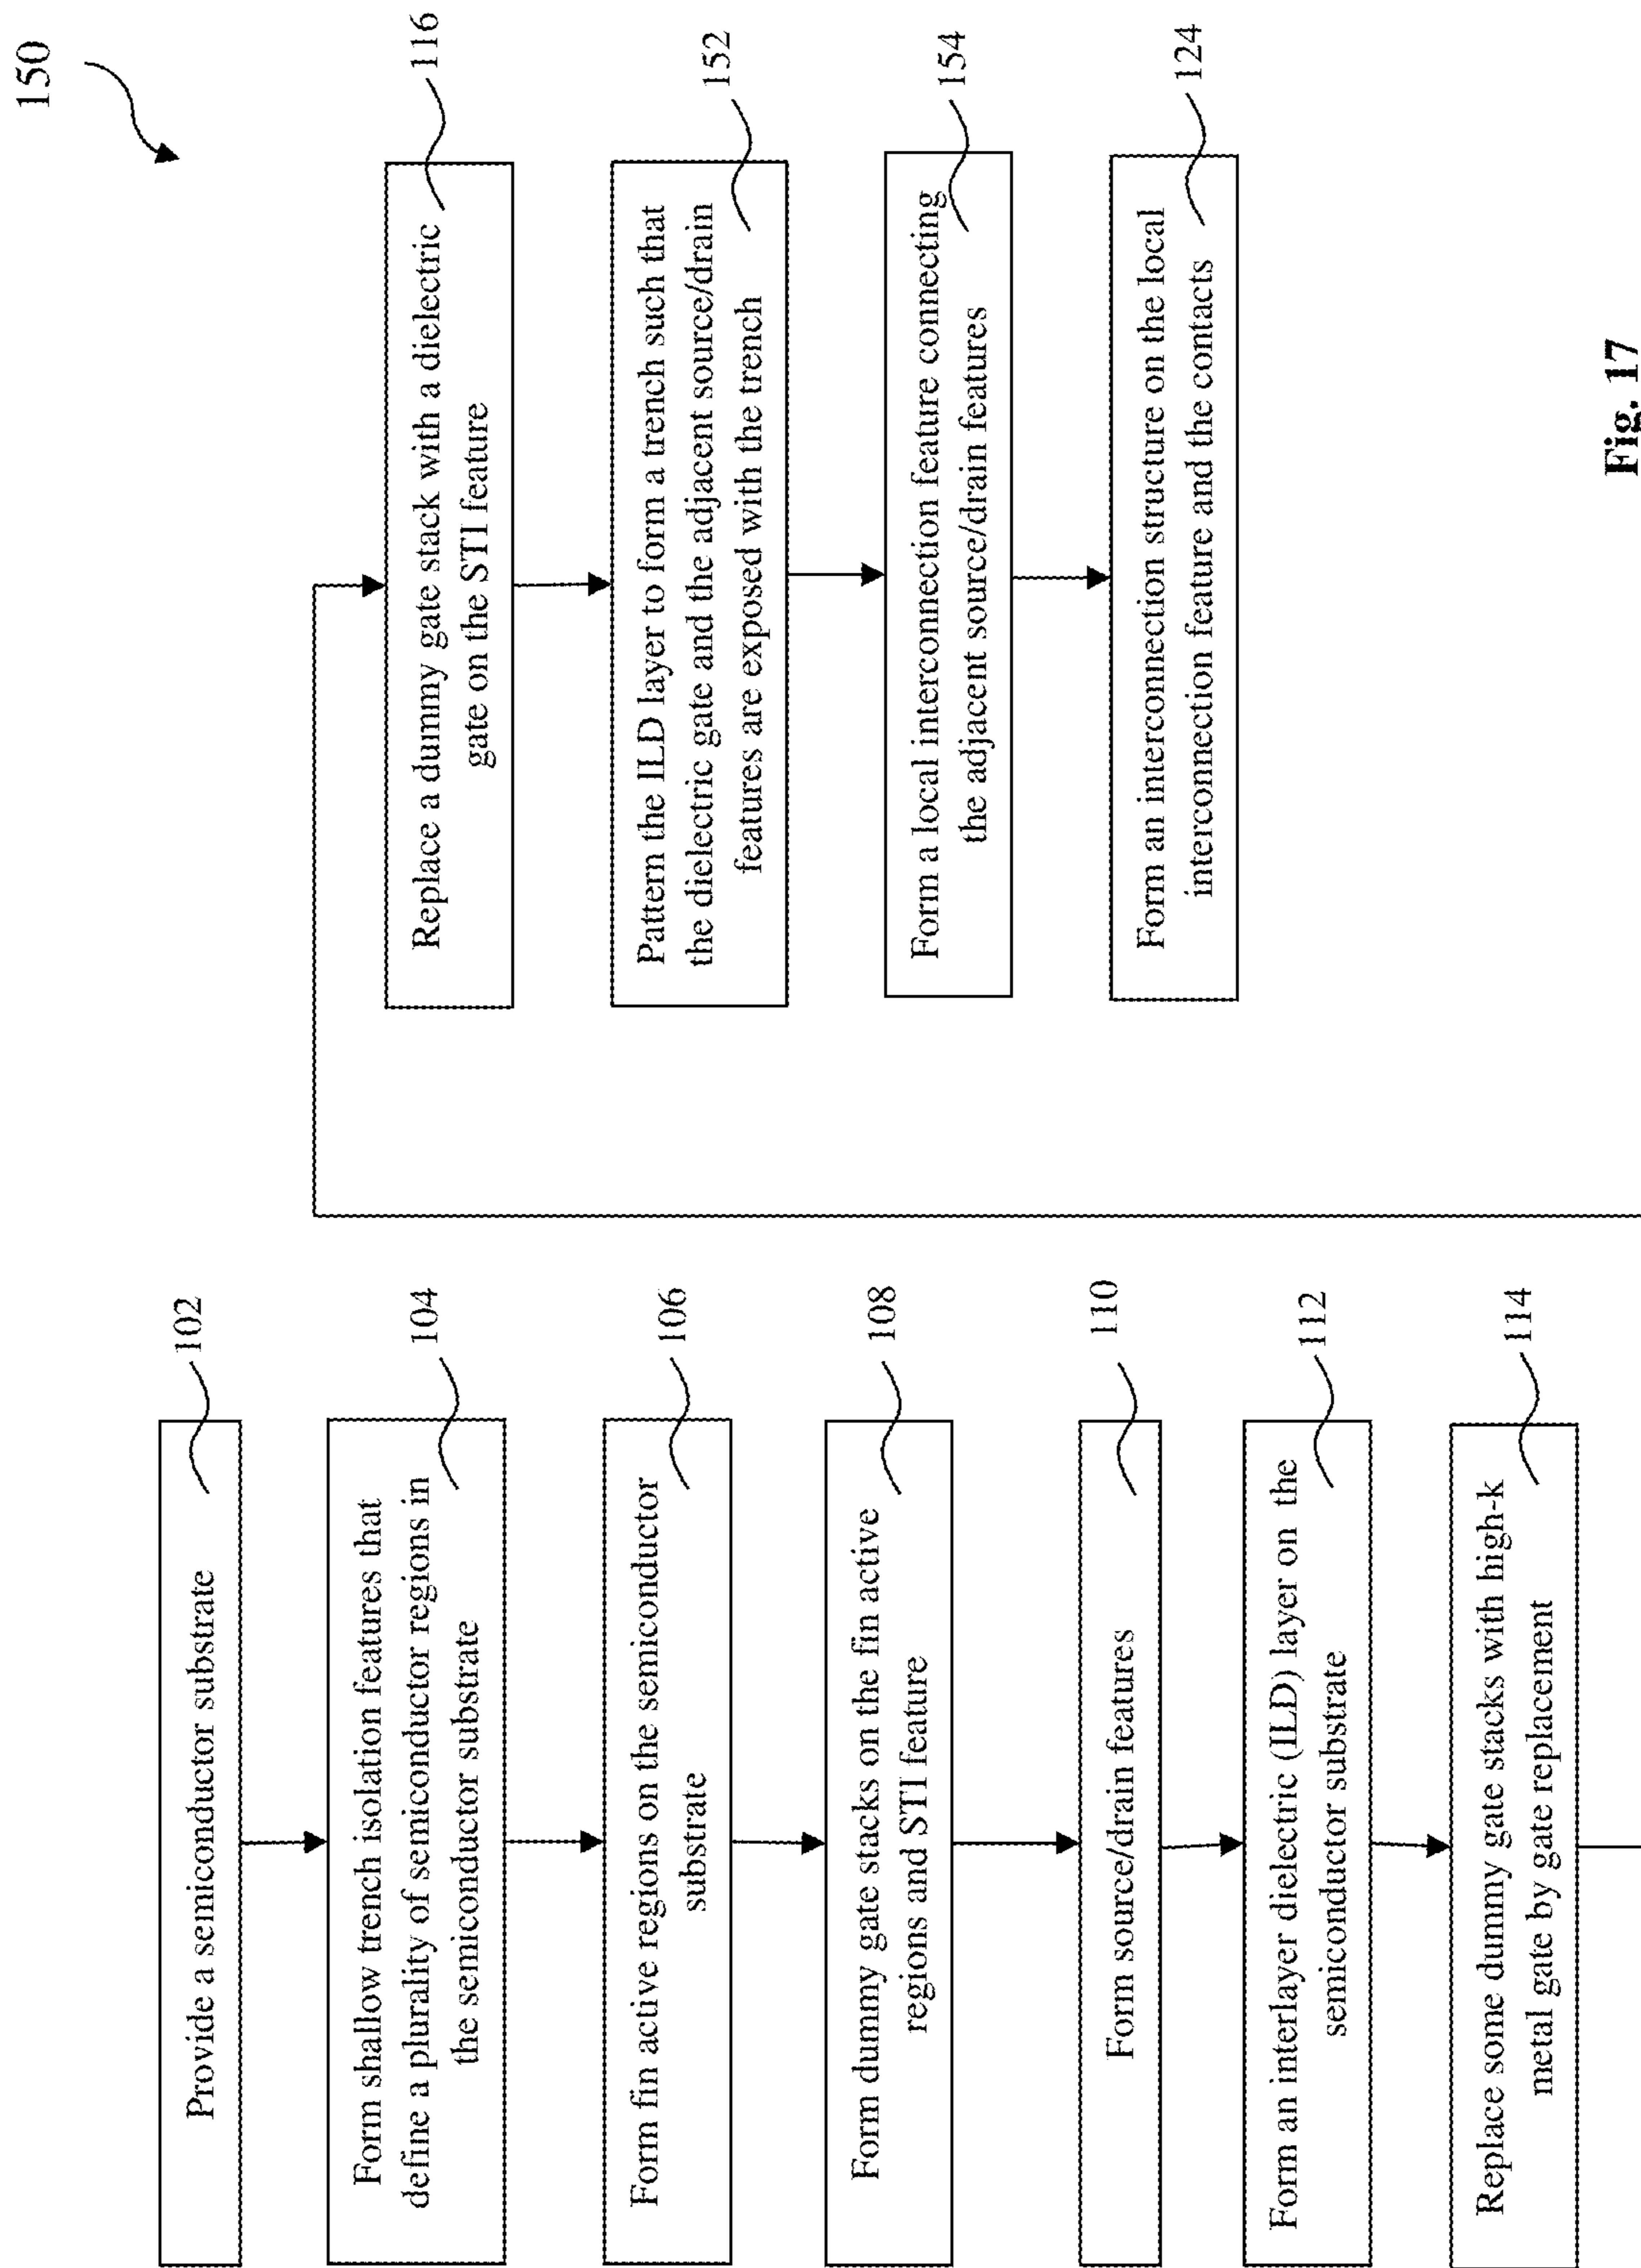 150
Provide a semiconductor substrate
102
Form shallow trench isolation features that
define a plurality of semiconductor regions in
the semiconductor substrate
104
Form fin active regions on the semiconductor
substrate
106
Form dummy gate stacks on the fin active
regions and STI feature
108
Form source/drain features
110
Form an interlayer dielectric (ILD) layer on the
semiconductor substrate
112
Replace some dummy gate stacks with high-k
metal gate by gate replacement
114
Replace a dummy gate stack with a dielectric
gate on the STI feature
116
Pattern the ILD layer to form a trench such that
the dielectric gate and the adjacent source/drain
features are exposed with the trench
152
Form a local interconnection feature connecting
the adjacent source/drain features
154
Form an interconnection structure on the local
interconnection feature and the contacts
124
Fig. 17